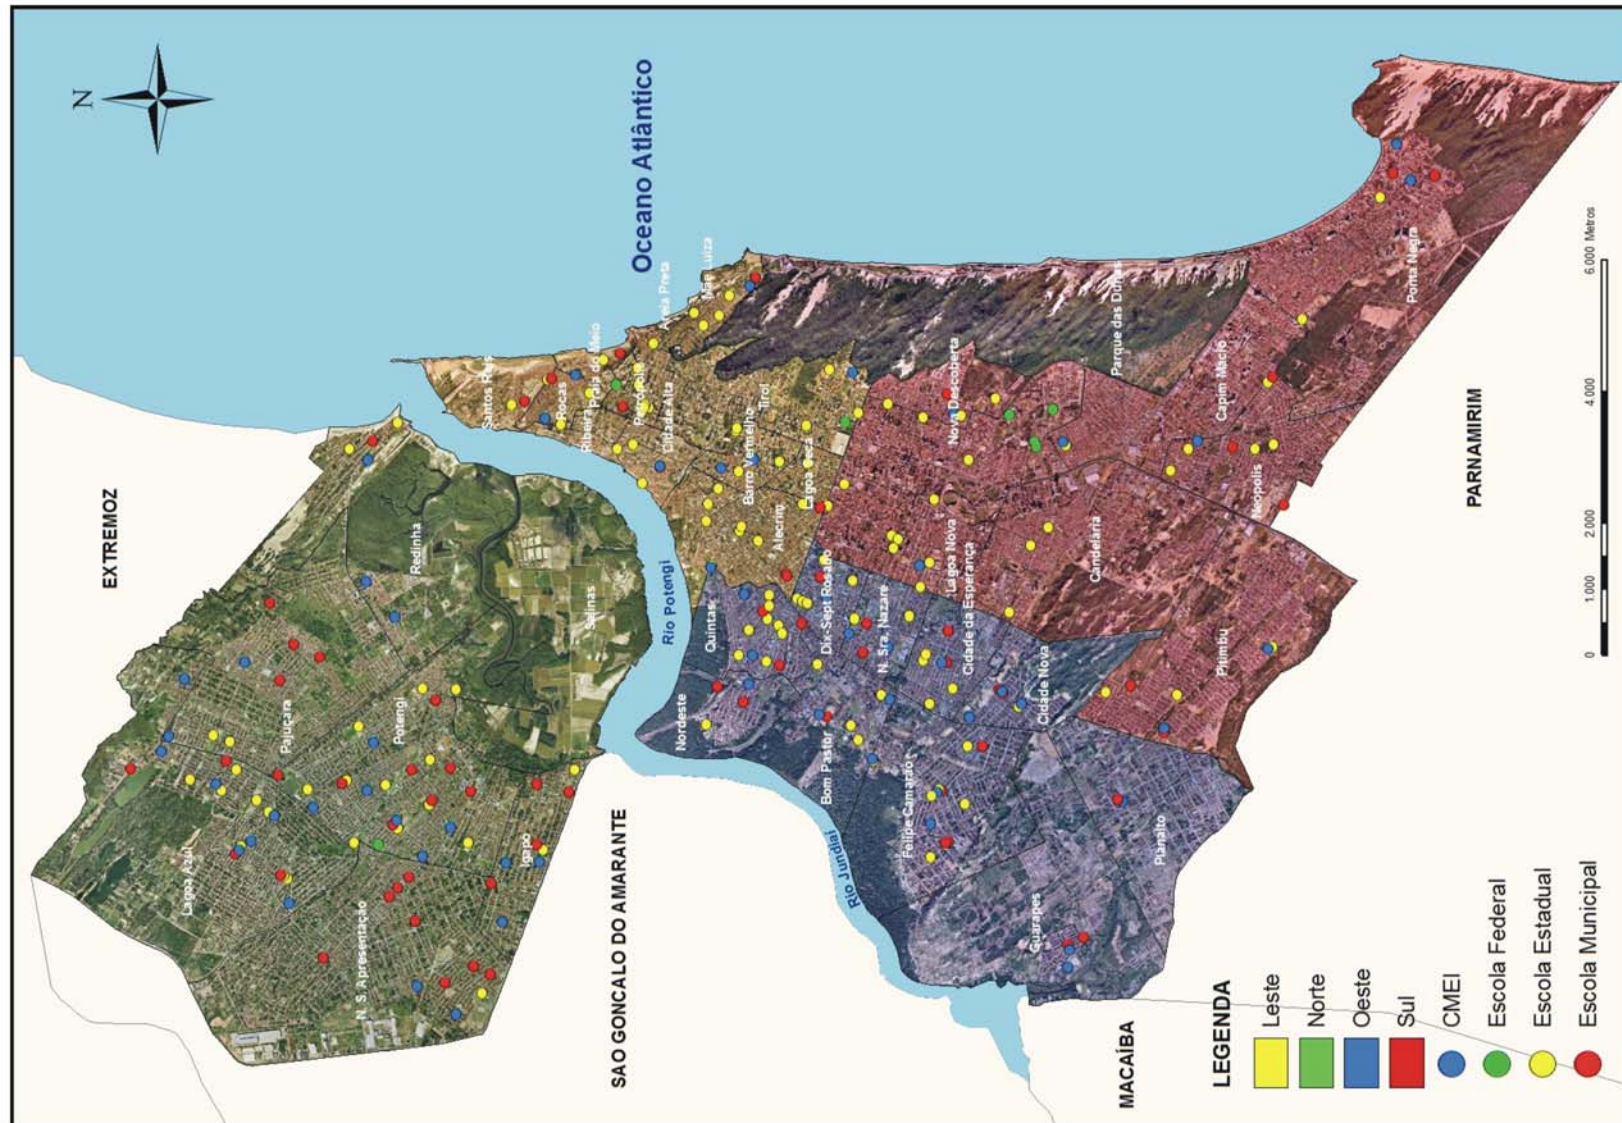 N
EXTREMOZ
Oceano Atlântico
Santos Reis
Rocas
Praia do Meio
Areia Preta
Mãe Luiza
Ribeira
Petrópolis
Cidade Alta
Tirol
Barro Vermelho
Lagoa Seca
Alecrim
Redinha
Salinas
Rio Potengi
Quintas
Nordeste
Dix-Sept Rosado
N. Sra. Nazaré
Bom Pastor
Nova Descoberta
Parque das Dunas
Lagoa Nova
Cidade da Esperança
Candelária
Capim Macio
Ponta Negra
Neópolis
Pitimbu
Cidade Nova
Felipe Camarão
Guarapes
Planalto
Pajuçara
Potengi
Lagoa Azul
N. S. Apresentação
Igapó
Rio Jundiaí
SAO GONCALO DO AMARANTE
MACAÍBA
PARNAMIRIM
0 1.000 2.000 4.000 6.000 Metros
LEGENDA
Leste
Norte
Oeste
Sul
CMEI
Escola Federal
Escola Estadual
Escola Municipal